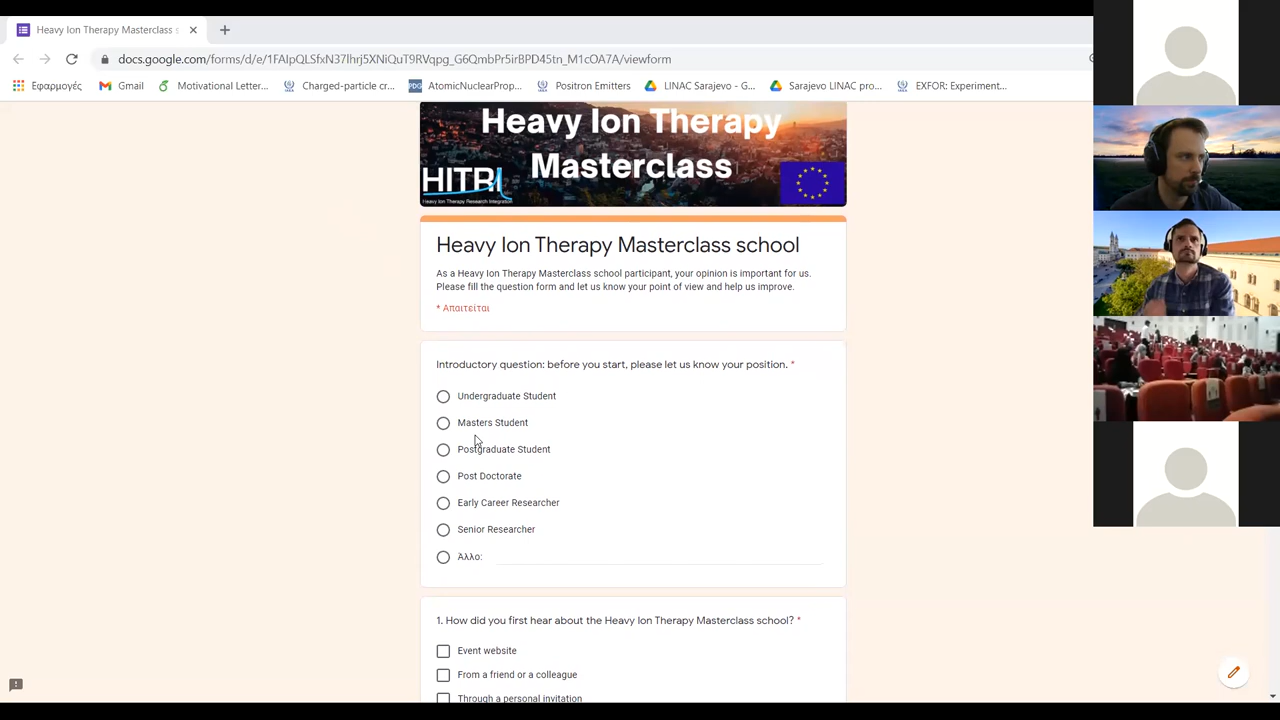 Heavy Ion Therapy Masterclass s
docs.google.com/forms/d/e/1FAIpQLSfxN37lhrj5XNiQuT9RVqpg_G6QmbPr5irBPD45tn_M1cOA7A/viewform
Εφαρμογές Gmail Motivational Letter... Charged-particle cr... AtomicNuclearProp... Positron Emitters LINAC Sarajevo - G... Sarajevo LINAC pro... EXFOR: Experiment...
Heavy Ion Therapy
Masterclass
HITRI
Heavy Ion Therapy Research Integration
Heavy Ion Therapy Masterclass school
As a Heavy Ion Therapy Masterclass school participant, your opinion is important for us.
Please fill the question form and let us know your point of view and help us improve.
* Απαιτείται
Introductory question: before you start, please let us know your position. *
Undergraduate Student
Masters Student
Postgraduate Student
Post Doctorate
Early Career Researcher
Senior Researcher
Άλλο:
1. How did you first hear about the Heavy Ion Therapy Masterclass school? *
Event website
From a friend or a colleague
Through a personal invitation